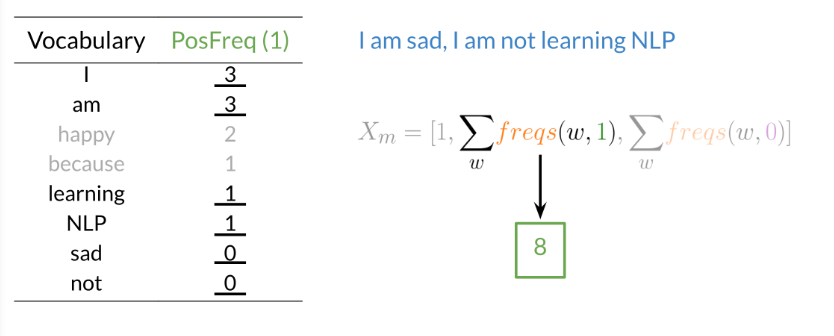 Vocabulary PosFreq (1)
I 3
am 3
happy 2
because 1
learning 1
NLP 1
sad 0
not 0
I am sad, I am not learning NLP
X_m = [1, ∑_w freqs(w, 1), ∑_w freqs(w, 0)]
8